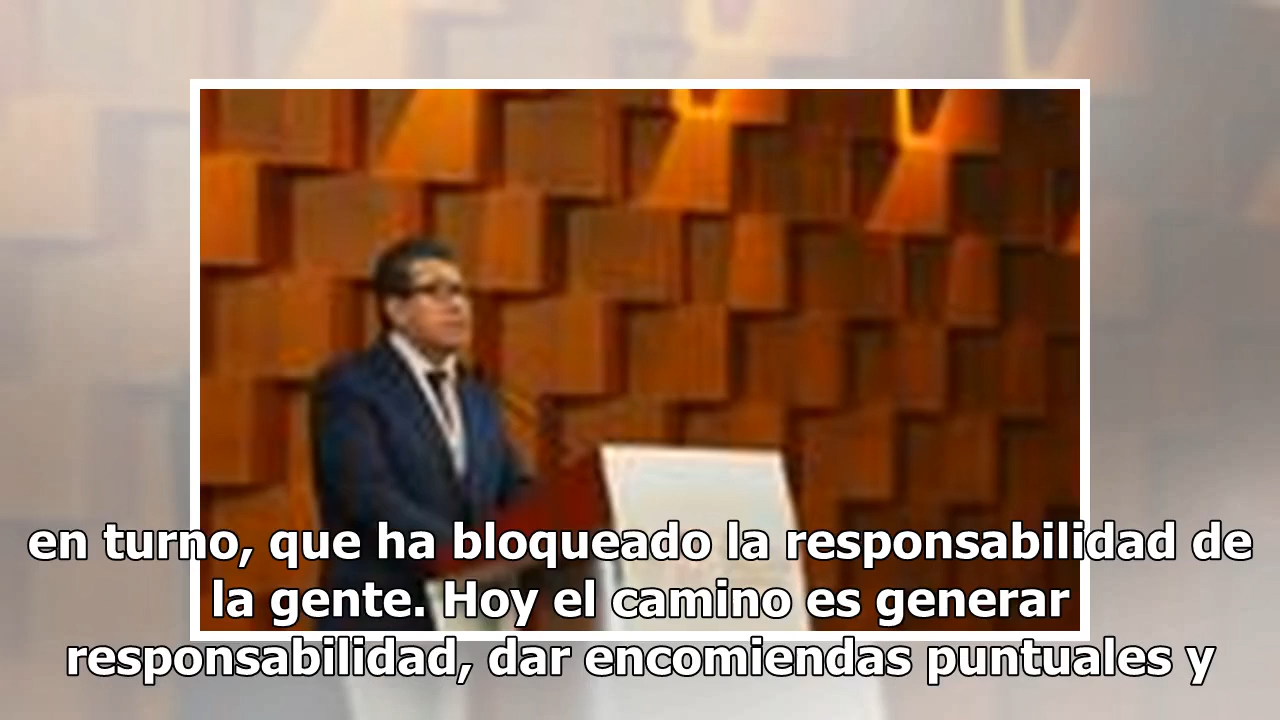 en turno, que ha bloqueado la responsabilidad de
la gente. Hoy el camino es generar
responsabilidad, dar encomiendas puntuales y